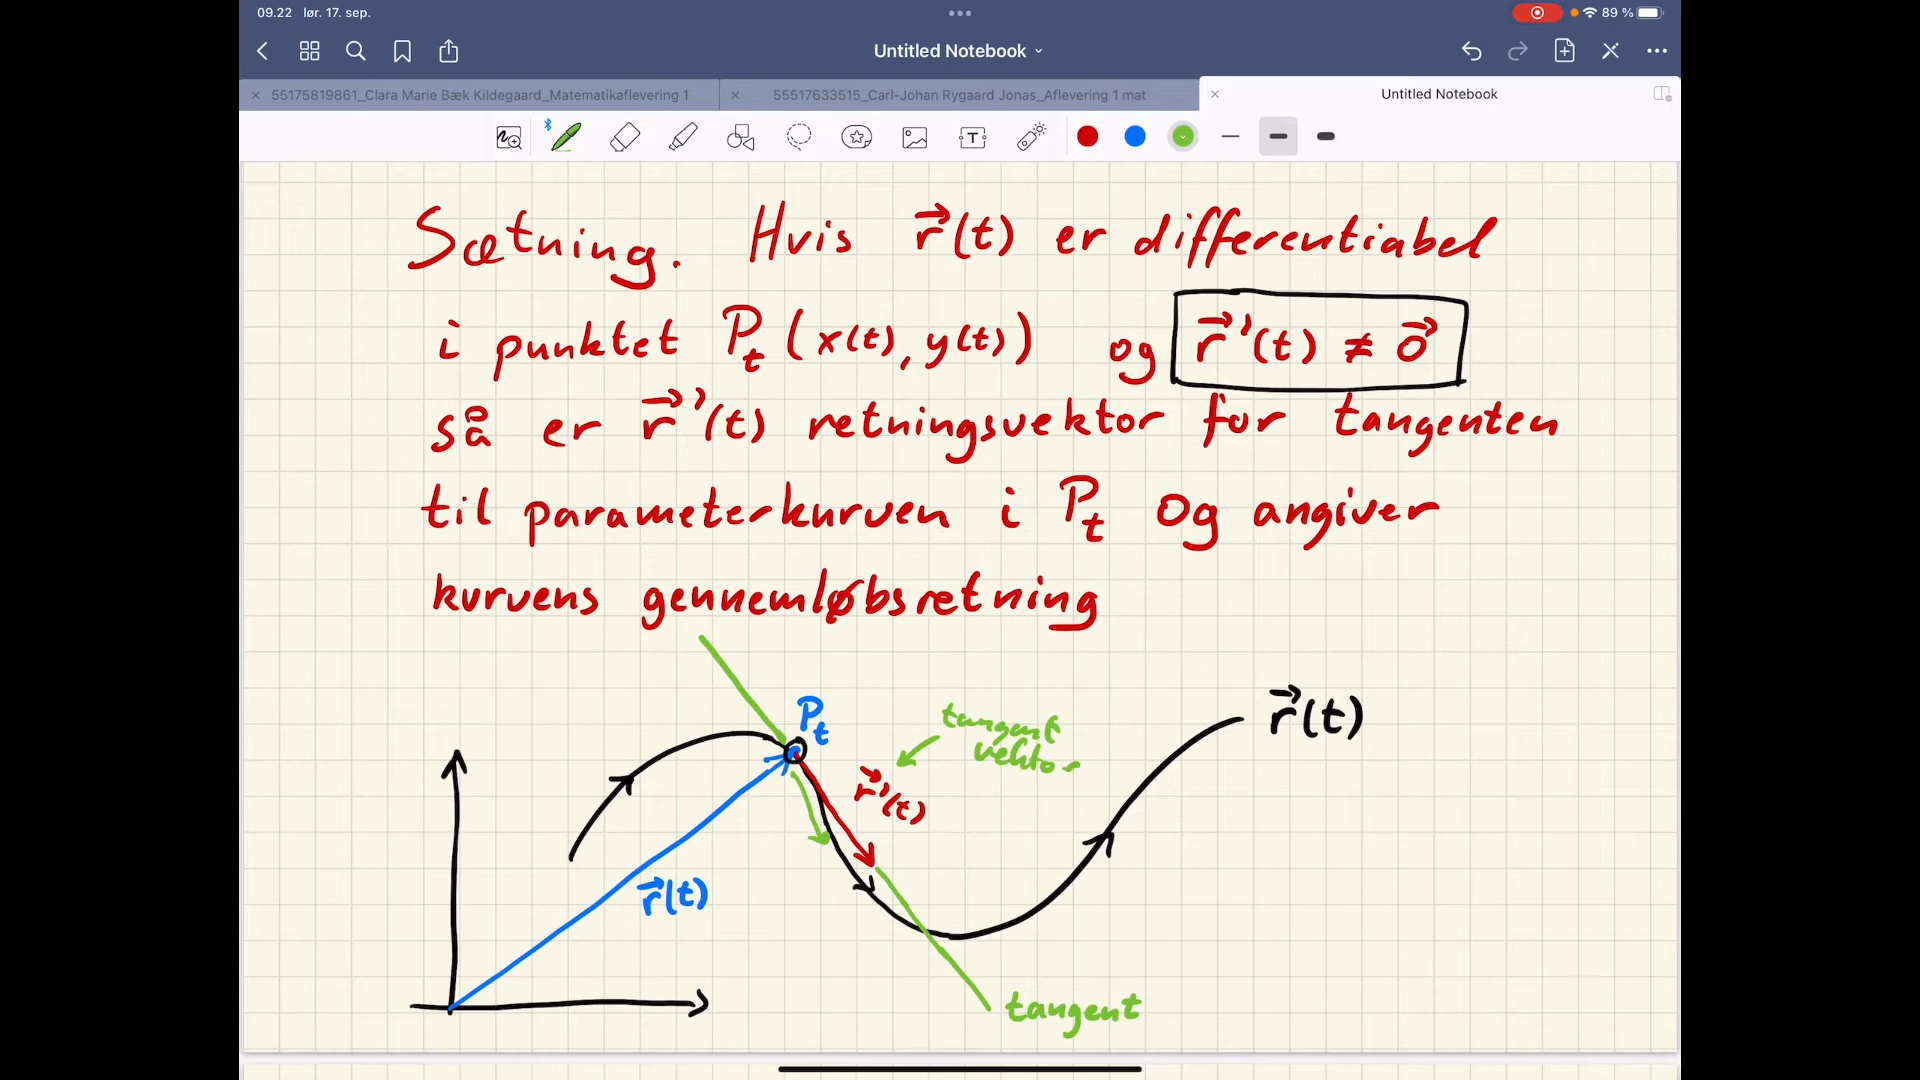 09.22 lør. 17. sep.
89 %
Untitled Notebook
55175819861_Clara Marie Bæk Kildegaard_Matematikaflevering 1
55517633515_Carl-Johan Rygaard Jonas_Aflevering 1 mat
Untitled Notebook
Sætning. Hvis r⃗(t) er differentiabel
i punktet Pₜ(x(t), y(t)) og r⃗'(t) ≠ o⃗
så er r⃗'(t) retningsvektor for tangenten
til parameterkurven i Pₜ og angiver
kurvens gennemløbsretning
Pₜ
tangent
vektor
r⃗(t)
r⃗'(t)
r⃗(t)
tangent